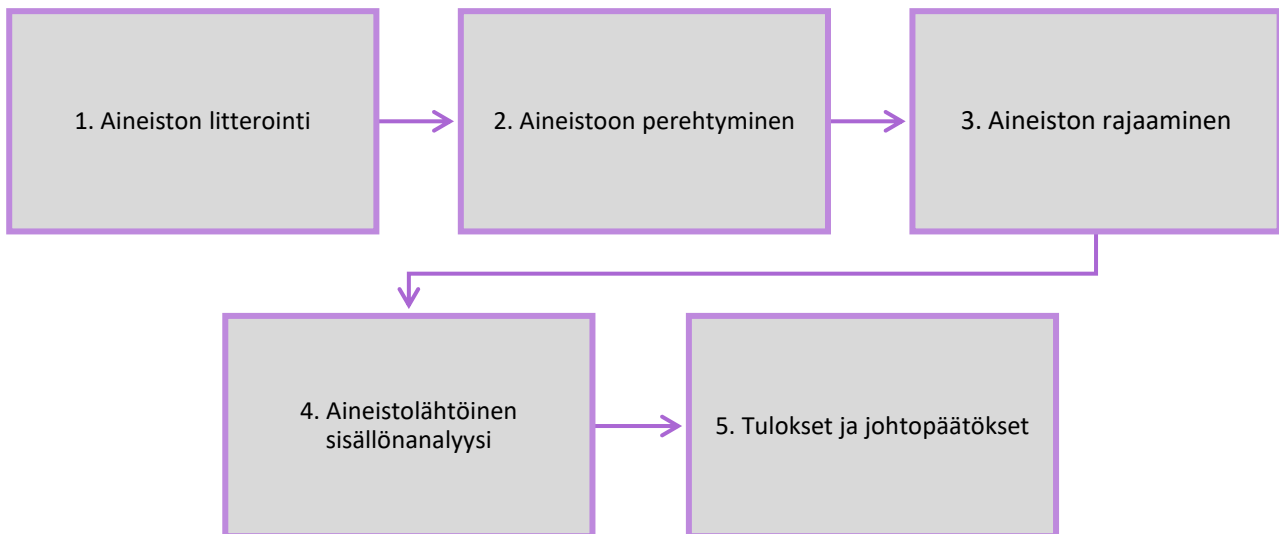 1. Aineiston litterointi
2. Aineistoon perehtyminen
3. Aineiston rajaaminen
4. Aineistolähtöinen
sisällönanalyysi
5. Tulokset ja johtopäätökset